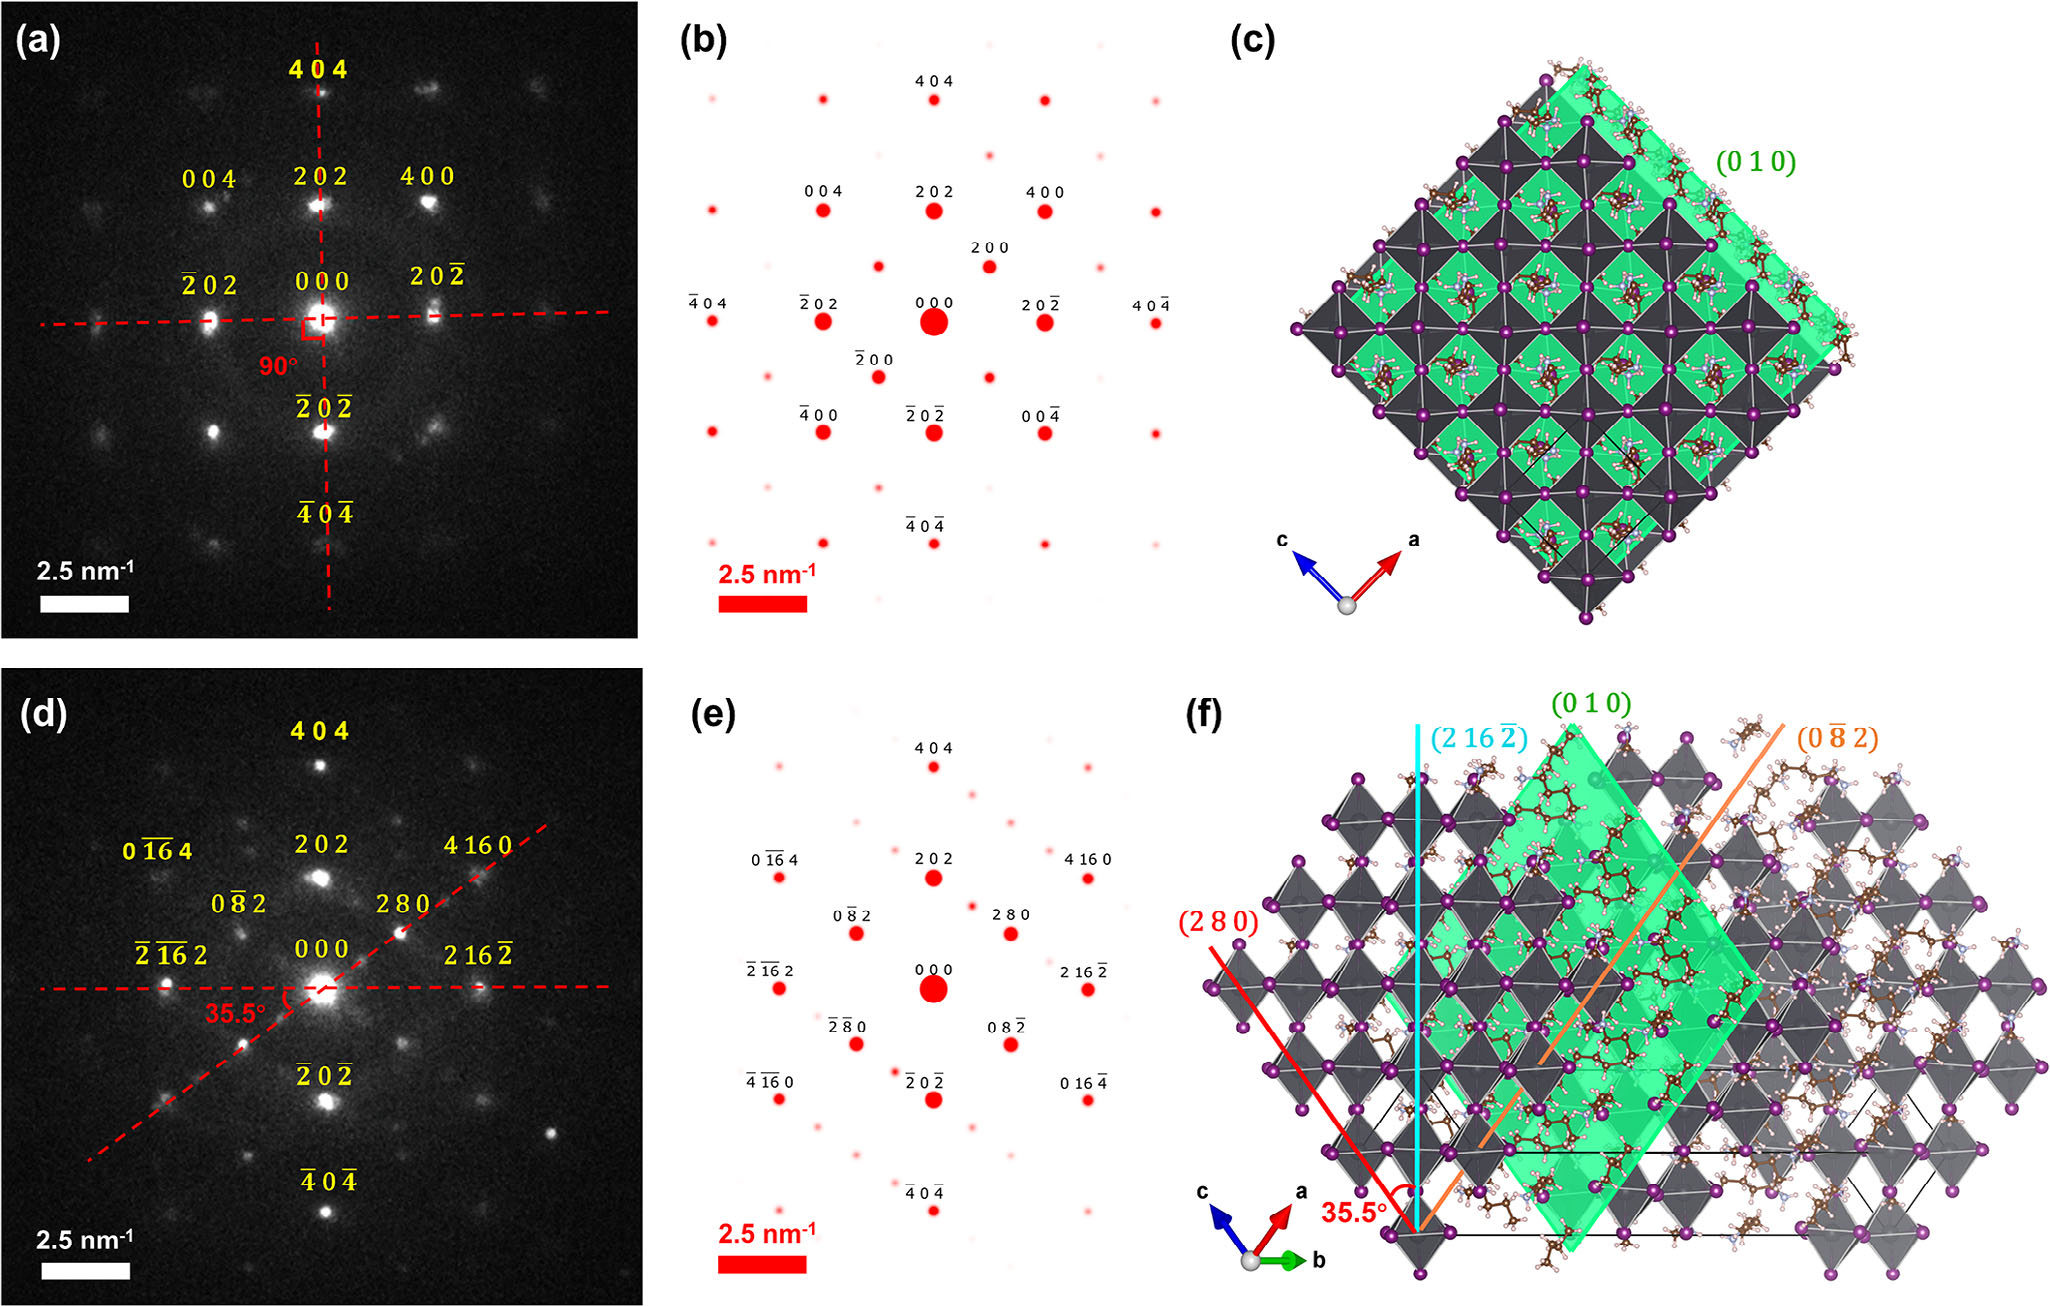 (a)
4 0 4
0 0 4
2 0 2
4 0 0
2̅ 0 2
0 0 0
2 0 2̅
90°
2̅ 0 2̅
4̅ 0 4̅
2.5 nm⁻¹
(b)
4 0 4
0 0 4
2 0 2
4 0 0
2 0 0
4̅ 0 4
2̅ 0 2
0 0 0
2 0 2̅
4 0 4̅
2̅ 0 0
4̅ 0 0
2̅ 0 2̅
0 0 4̅
4̅ 0 4̅
2.5 nm⁻¹
(c)
(0 1 0)
c
a
(d)
4 0 4
0 1̅6̅ 4
2 0 2
4 16 0
0 8̅ 2
2 8 0
2̅ 1̅6̅ 2
0 0 0
2 16 2̅
35.5°
2̅ 0 2̅
4̅ 0 4̅
2.5 nm⁻¹
(e)
4 0 4
0 1̅6̅ 4
2 0 2
4 16 0
0 8̅ 2
2 8 0
2̅ 1̅6̅ 2
0 0 0
2 16 2̅
2̅ 8̅ 0
0 8 2̅
4̅ 1̅6̅ 0
2̅ 0 2̅
0 16 4̅
4̅ 0 4̅
2.5 nm⁻¹
(f)
(0 1 0)
(2 16 2̅)
(0 8̅ 2)
(2 8 0)
35.5°
c
a
b